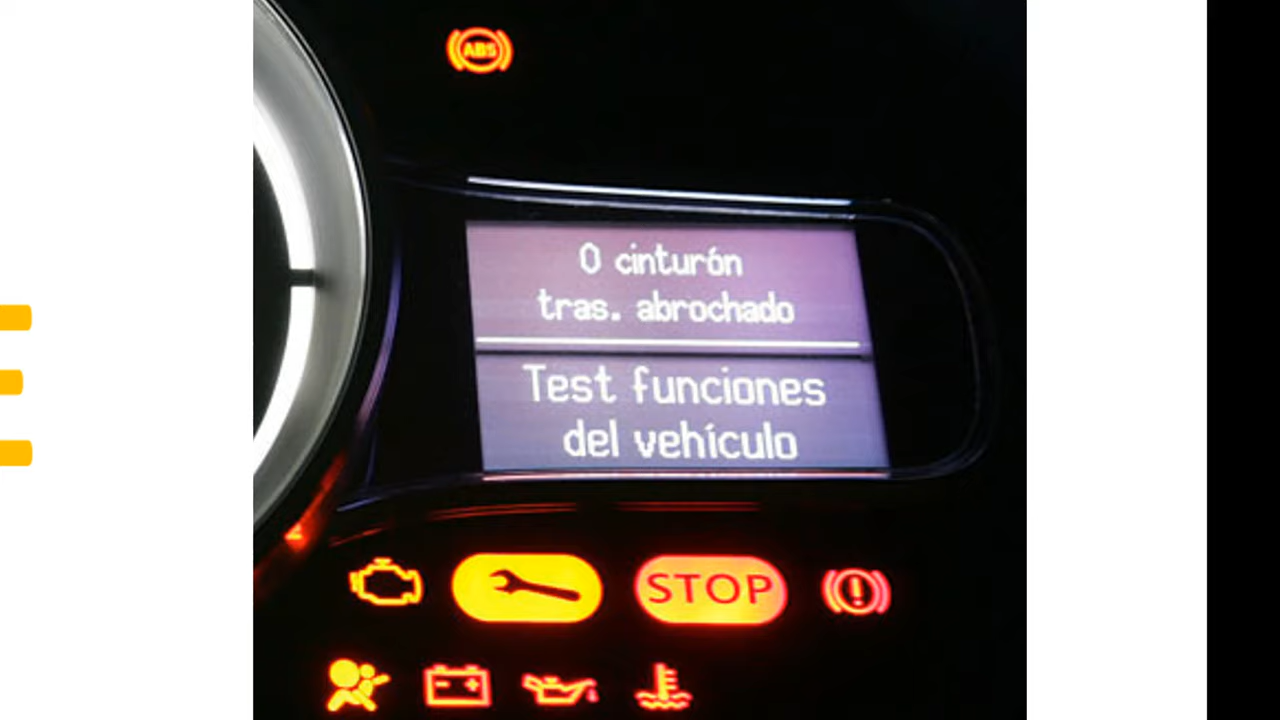 ABS
0 cinturón
tras. abrochado
Test funciones
del vehículo
STOP